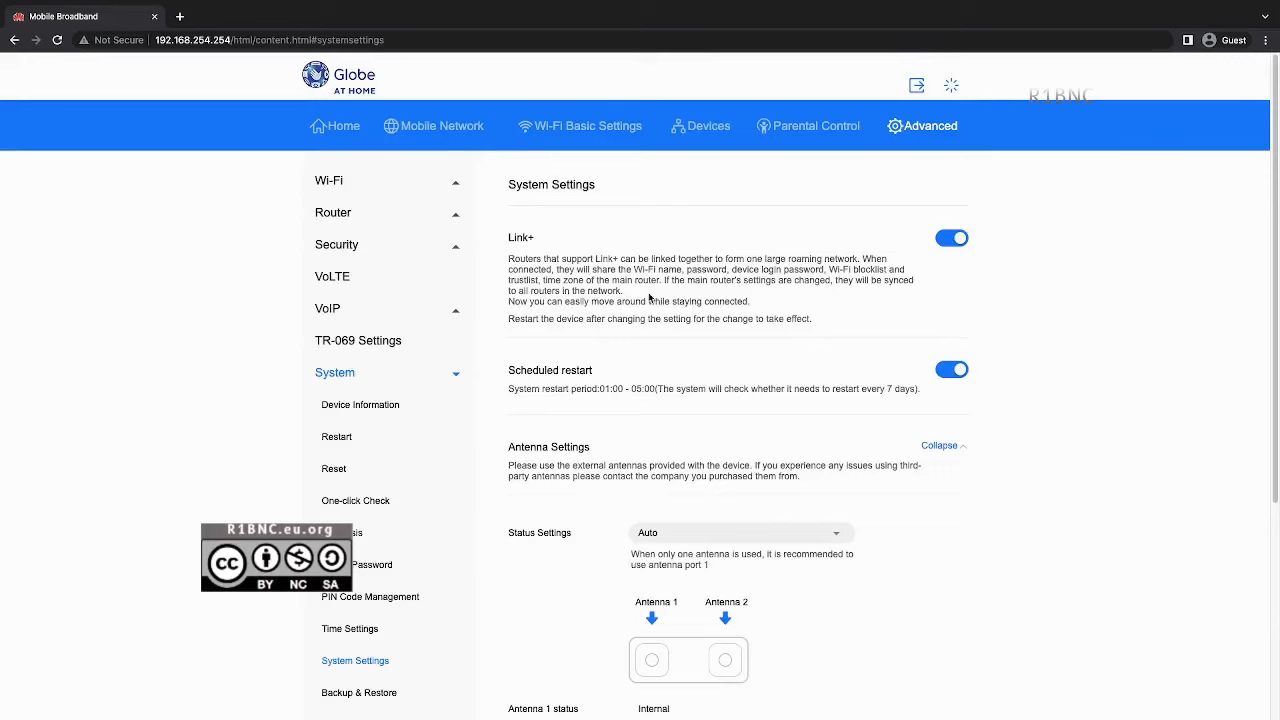 Mobile Broadband
Not Secure
192.168.254.254/html/content.html#systemsettings
Guest
Globe
AT HOME
R1BNC
Home
Mobile Network
Wi-Fi Basic Settings
Devices
Parental Control
Advanced
Wi-Fi
Router
Security
VoLTE
VoIP
TR-069 Settings
System
Device Information
Restart
Reset
One-click Check
sis
Password
PIN Code Management
Time Settings
System Settings
Backup & Restore
R1BNC.eu.org
CC
BY NC SA
System Settings
Link+
Routers that support Link+ can be linked together to form one large roaming network. When
connected, they will share the Wi-Fi name, password, device login password, Wi-Fi blocklist and
trustlist, time zone of the main router. If the main router's settings are changed, they will be synced
to all routers in the network.
Now you can easily move around while staying connected.
Restart the device after changing the setting for the change to take effect.
Scheduled restart
System restart period:01:00 - 05:00(The system will check whether it needs to restart every 7 days).
Antenna Settings
Collapse
Please use the external antennas provided with the device. If you experience any issues using third-
party antennas please contact the company you purchased them from.
Status Settings
Auto
When only one antenna is used, it is recommended to
use antenna port 1
Antenna 1
Antenna 2
Antenna 1 status
Internal